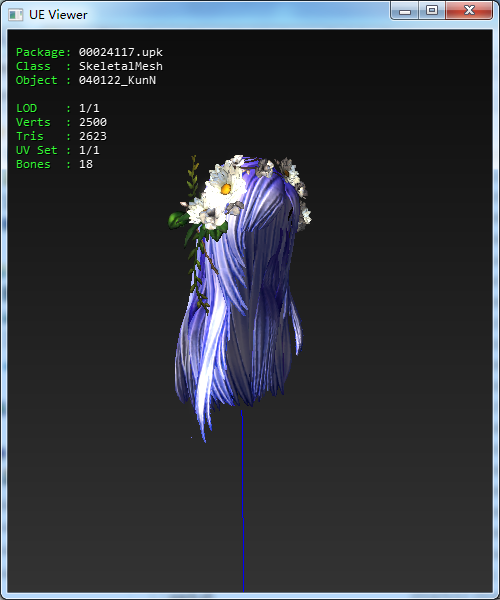 UE Viewer
Package: 00024117.upk
Class  : SkeletalMesh
Object : 040122_KunN
LOD    : 1/1
Verts  : 2500
Tris   : 2623
UV Set : 1/1
Bones  : 18